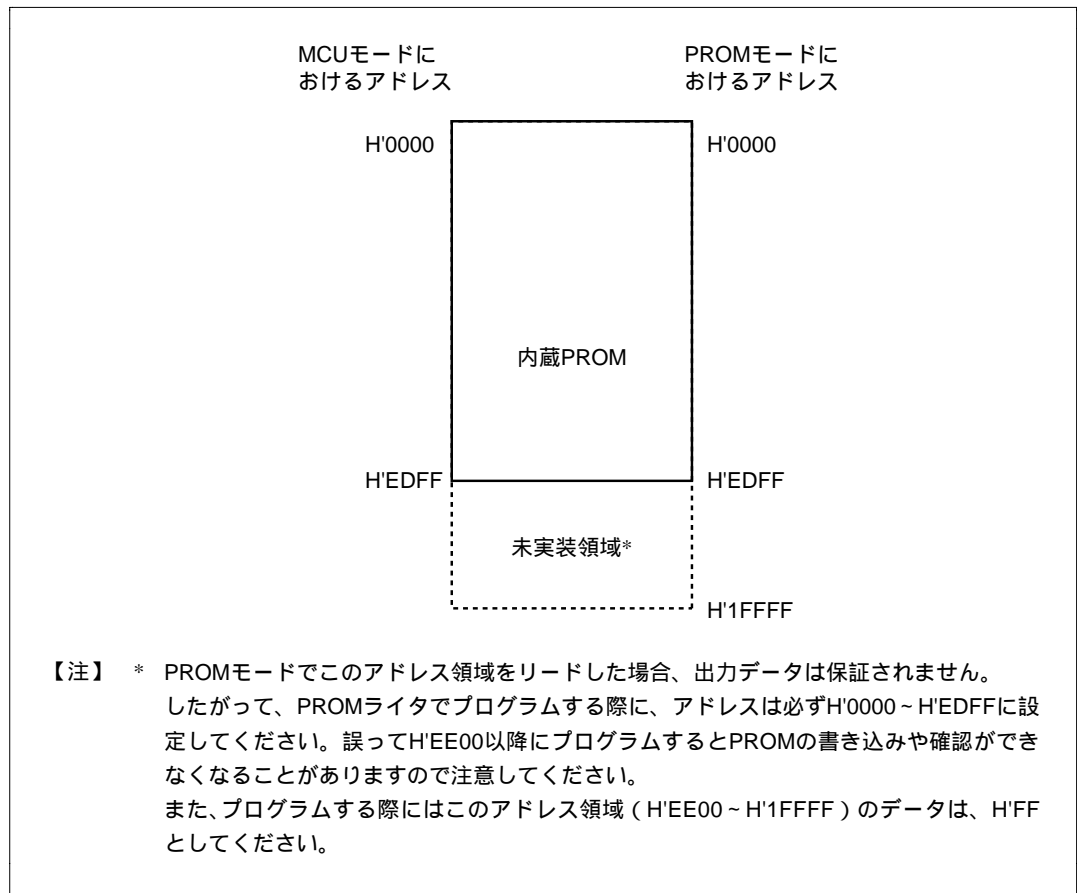 MCUモードに
おけるアドレス
PROMモードに
おけるアドレス
H'0000
H'0000
内蔵PROM
H'EDFF
H'EDFF
未実装領域*
H'1FFFF
【注】 * PROMモードでこのアドレス領域をリードした場合、出力データは保証されません。
したがって、PROMライタでプログラムする際に、アドレスは必ずH'0000~H'EDFFに設
定してください。誤ってH'EE00以降にプログラムするとPROMの書き込みや確認ができ
なくなることがありますので注意してください。
また、プログラムする際にはこのアドレス領域(H'EE00~H'1FFFF)のデータは、H'FF
としてください。